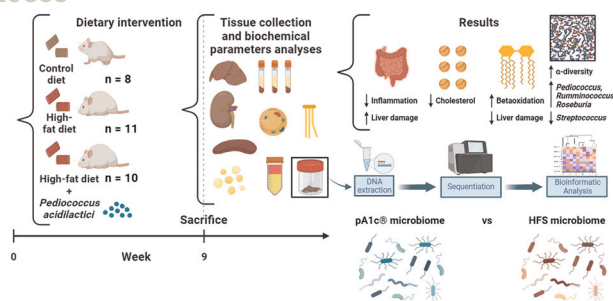 Dietary intervention
Control
diet
n = 8
High-
fat diet
n = 11
High-fat diet
+
Pediococcus
acidilactici
n = 10
Tissue collection
and biochemical
parameters analyses
Sacrifice
0
Week
9
Results
↓ Inflammation
↑ Liver damage
↓ Cholesterol
↑ Betaoxidation
↓ Liver damage
↑ α-diversity
↑ Pediococcus,
Rumminococcus
Roseburia
↓ Streptococcus
DNA
extraction
Sequentiation
Bioinformatic
Analysis
pA1c® microbiome
vs
HFS microbiome